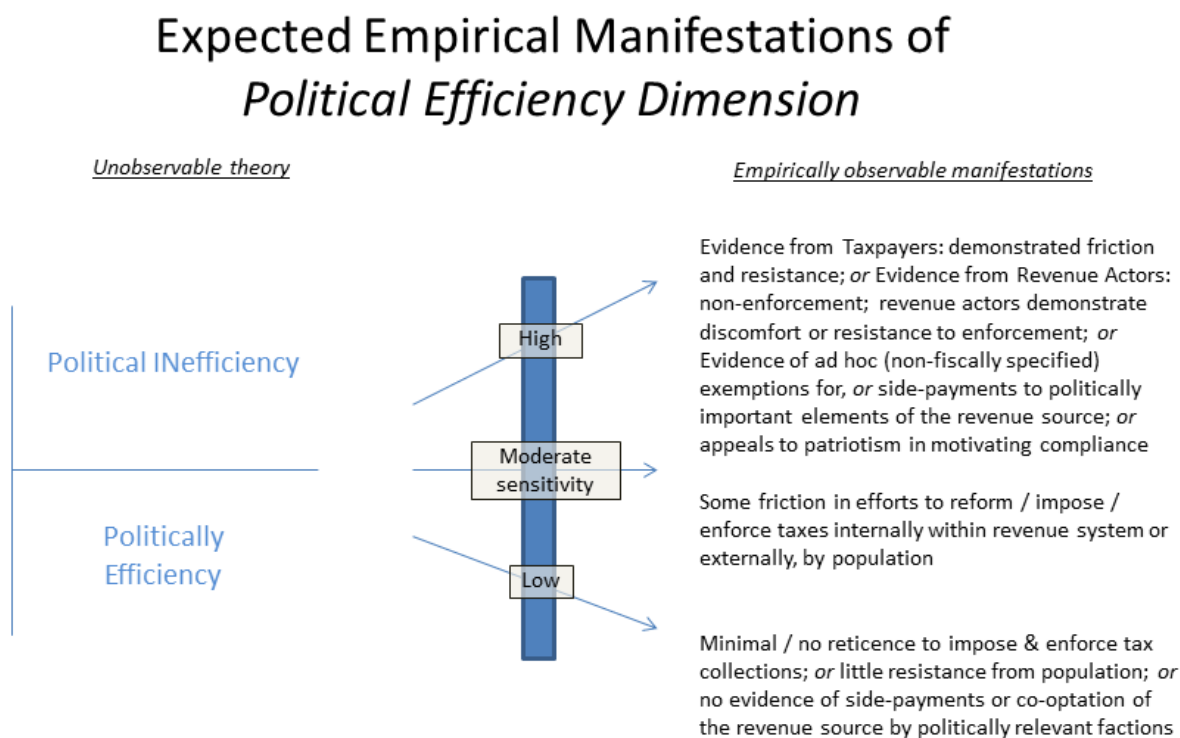 Expected Empirical Manifestations of
Political Efficiency Dimension
Unobservable theory
Empirically observable manifestations
Political INefficiency
Politically
Efficiency
High
Moderate
sensitivity
Low
Evidence from Taxpayers: demonstrated friction
and resistance; or Evidence from Revenue Actors:
non-enforcement; revenue actors demonstrate
discomfort or resistance to enforcement; or
Evidence of ad hoc (non-fiscally specified)
exemptions for, or side-payments to politically
important elements of the revenue source; or
appeals to patriotism in motivating compliance
Some friction in efforts to reform / impose /
enforce taxes internally within revenue system or
externally, by population
Minimal / no reticence to impose & enforce tax
collections; or little resistance from population; or
no evidence of side-payments or co-optation of
the revenue source by politically relevant factions